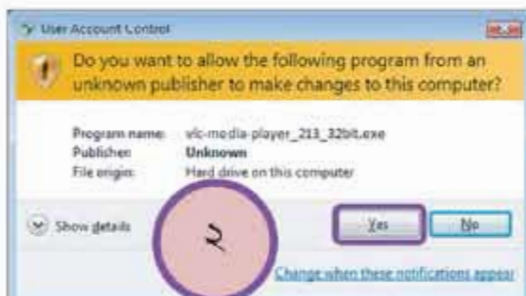 User Account Control
Do you want to allow the following program from an
unknown publisher to make changes to this computer?
Program name: vlc-media-player_213_32bit.exe
Publisher: Unknown
File origin: Hard drive on this computer
Show details
২
Yes
No
Change when these notifications appear